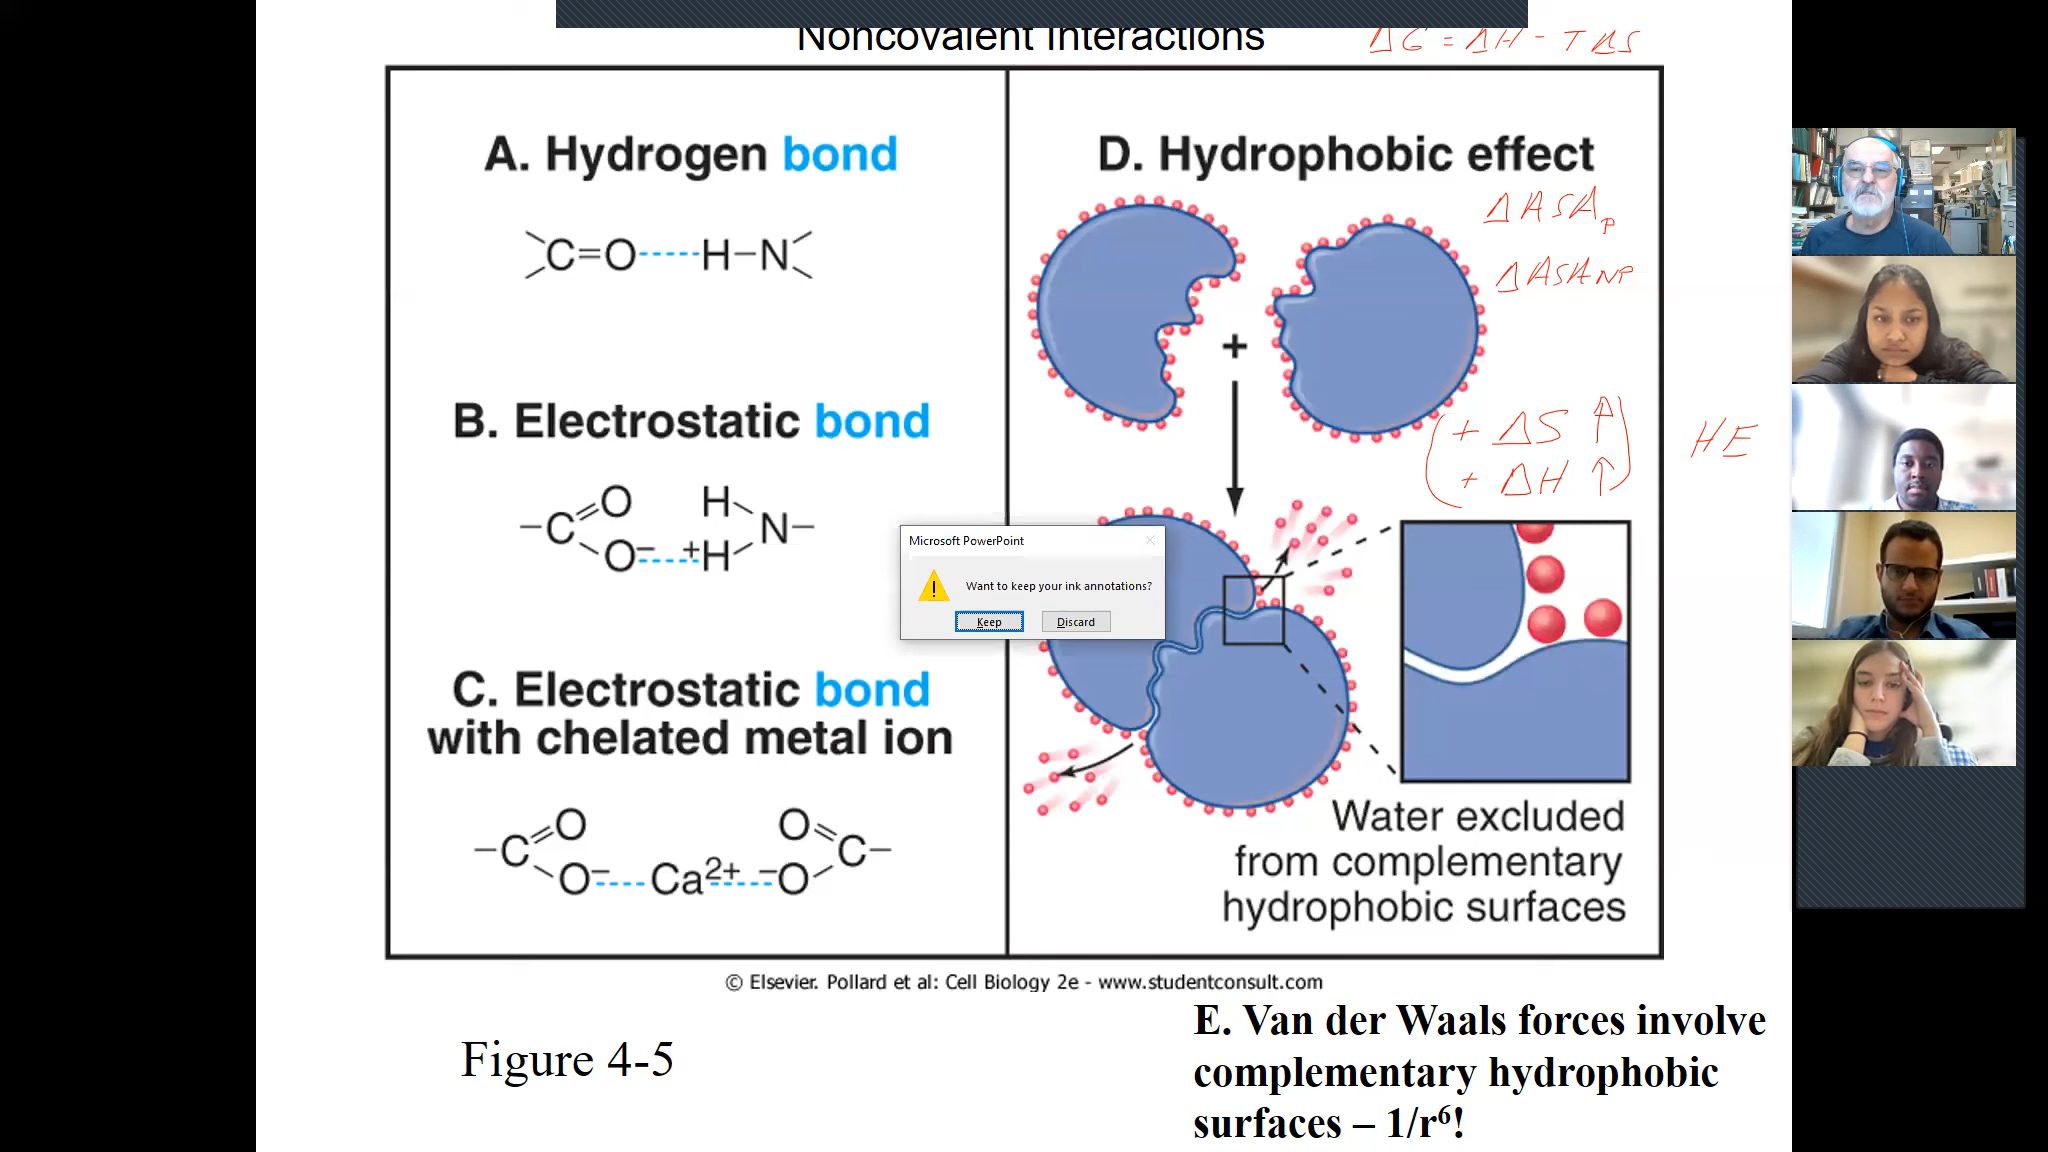 Noncovalent Interactions
ΔG = ΔH - TΔS
A. Hydrogen bond
C=O-----H–N
B. Electrostatic bond
–C
O
O–----+H
H
N–
C. Electrostatic bond
with chelated metal ion
–C
O
O–----Ca2+----–O
O
C–
D. Hydrophobic effect
ΔASAp
ΔASANP
+
+ ΔS ↑
+ ΔH ↑
HE
Water excluded
from complementary
hydrophobic surfaces
Microsoft PowerPoint
Want to keep your ink annotations?
Keep
Discard
© Elsevier. Pollard et al: Cell Biology 2e - www.studentconsult.com
Figure 4-5
E. Van der Waals forces involve
complementary hydrophobic
surfaces – 1/r⁶!